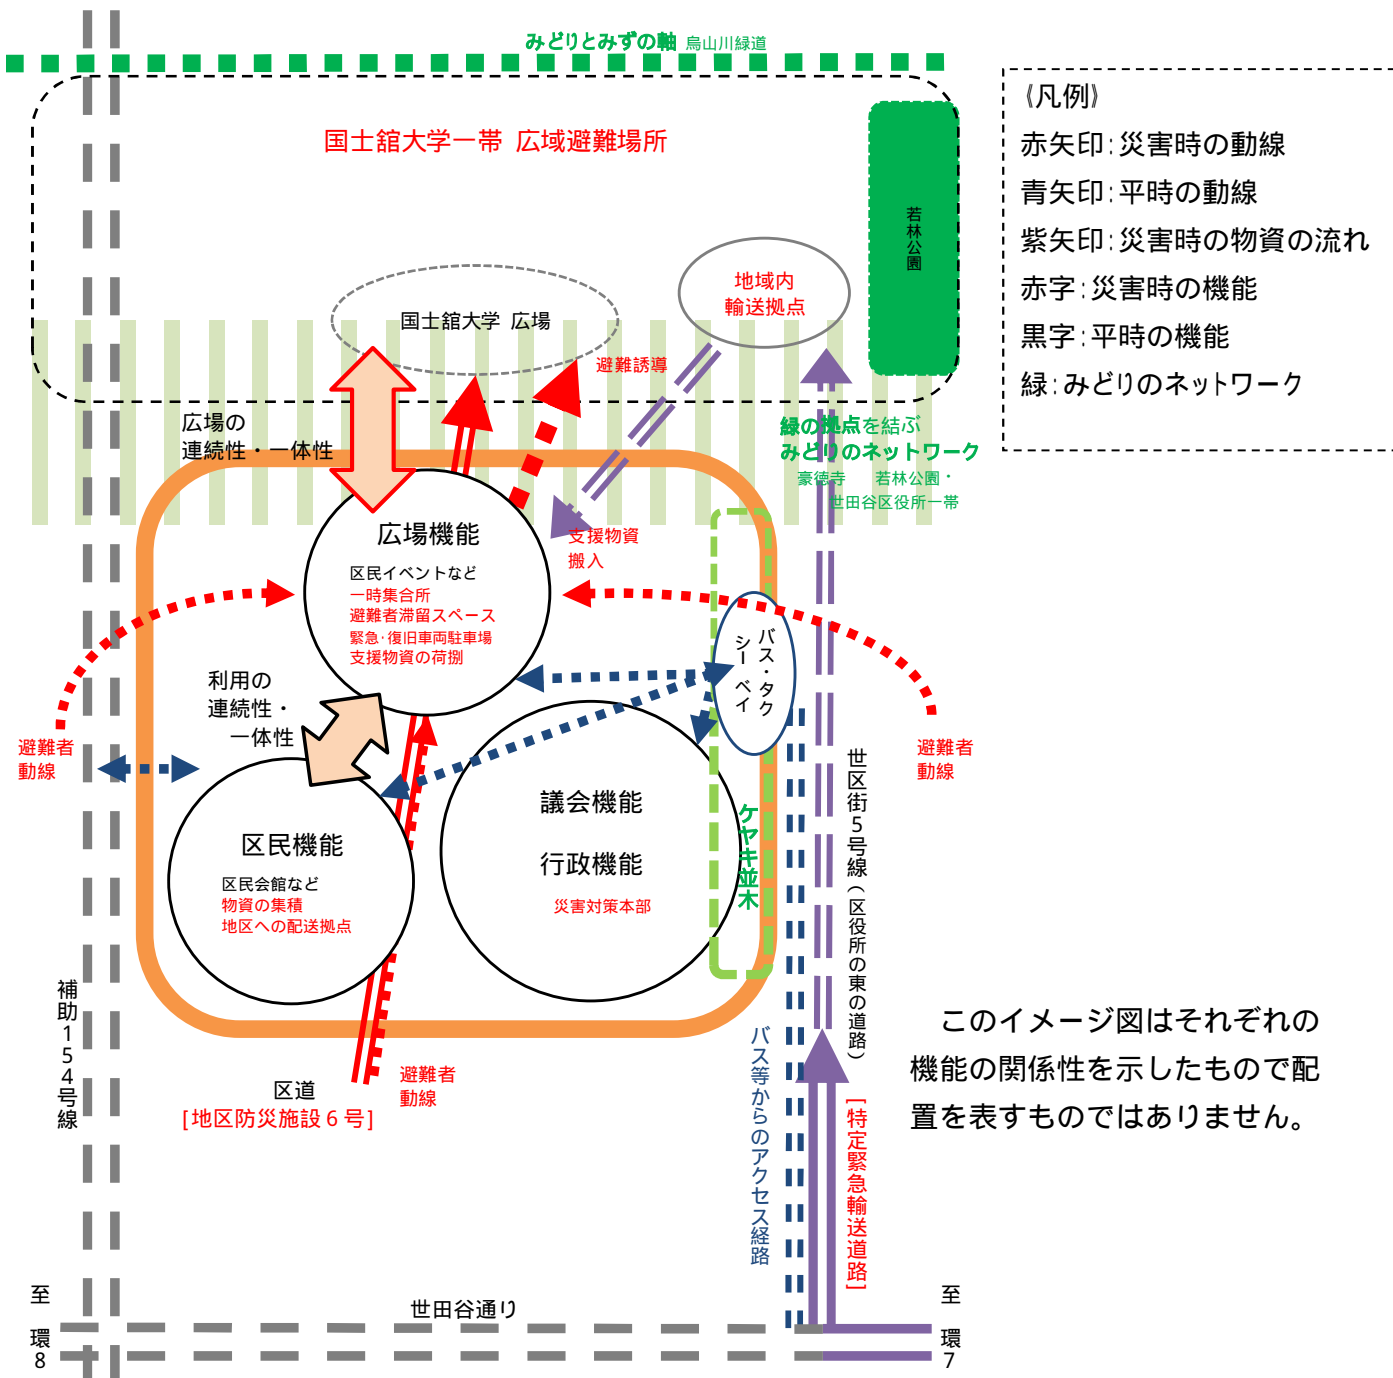 みどりとみずの軸 烏山川緑道
国士舘大学一帯 広域避難場所
若林公園
国士舘大学 広場
地域内
輸送拠点
避難誘導
広場の
連続性・一体性
緑の拠点を結ぶ
みどりのネットワーク
豪徳寺　若林公園・
世田谷区役所一帯
《凡例》
赤矢印:災害時の動線
青矢印:平時の動線
紫矢印:災害時の物資の流れ
赤字:災害時の機能
黒字:平時の機能
緑:みどりのネットワーク
広場機能
区民イベントなど
一時集合所
避難者滞留スペース
緊急・復旧車両駐車場
支援物資の荷捌
支援物資
搬入
バス・タク
シーベイ
利用の
連続性・
一体性
避難者
動線
避難者
動線
区民機能
区民会館など
物資の集積
地区への配送拠点
議会機能
行政機能
災害対策本部
ケヤキ並木
世区街5号線(区役所の東の道路)
補助154号線
区道
[地区防災施設6号]
避難者
動線
バス等からのアクセス経路
[特定緊急輸送道路]
このイメージ図はそれぞれの
機能の関係性を示したもので配
置を表すものではありません。
世田谷通り
至
環8
至
環7